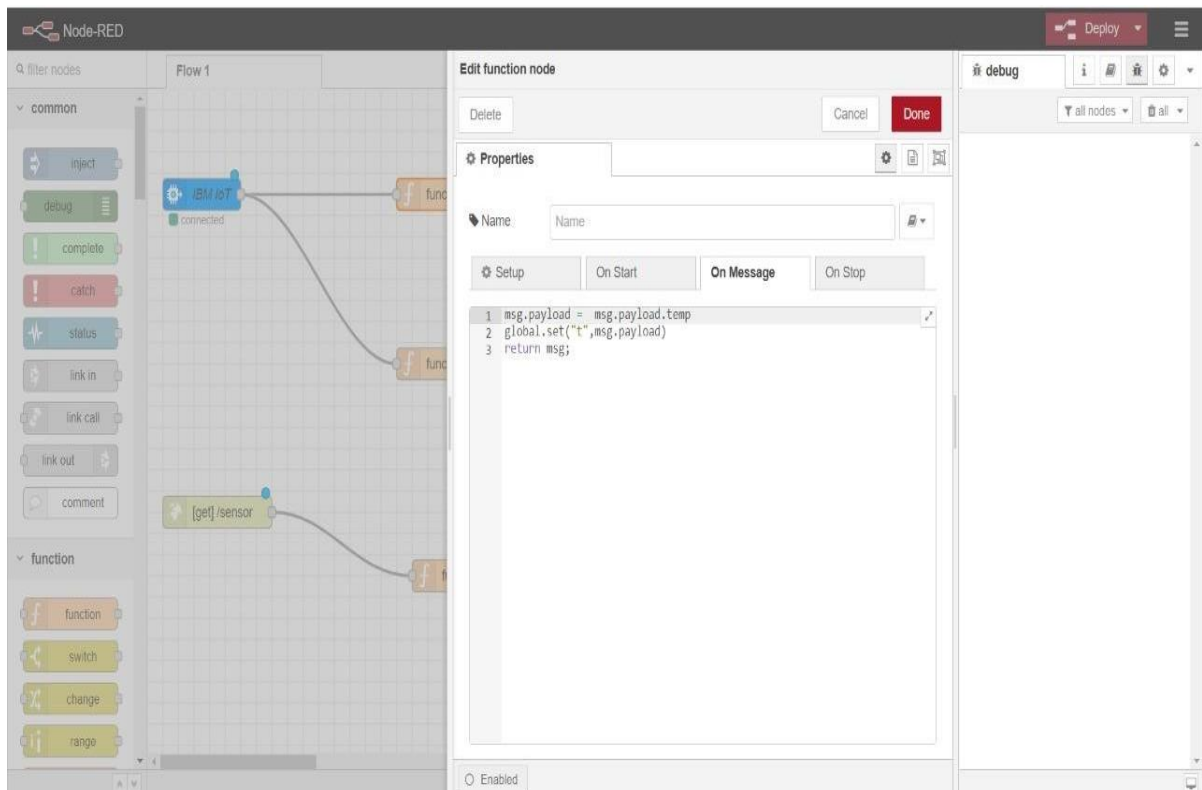 Node-RED
Deploy
filter nodes
Flow 1
common
inject
debug
complete
catch
status
link in
link call
link out
comment
function
function
switch
change
range
IBM IoT
connected
func
func
[get] /sensor
f
Edit function node
Delete
Cancel
Done
Properties
Name
Name
Setup
On Start
On Message
On Stop
1 msg.payload =  msg.payload.temp
2 global.set("t",msg.payload)
3 return msg;
Enabled
debug
i
all nodes
all